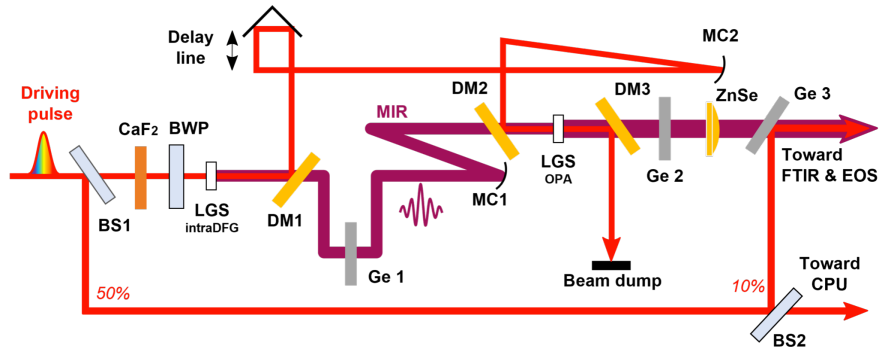 Delay
line
MC2
Driving
pulse
DM2
DM3
ZnSe
Ge 3
MIR
CaF₂
BWP
LGS
OPA
Toward
FTIR & EOS
BS1
LGS
intraDFG
DM1
MC1
Ge 2
Ge 1
Beam dump
Toward
CPU
50%
10%
BS2